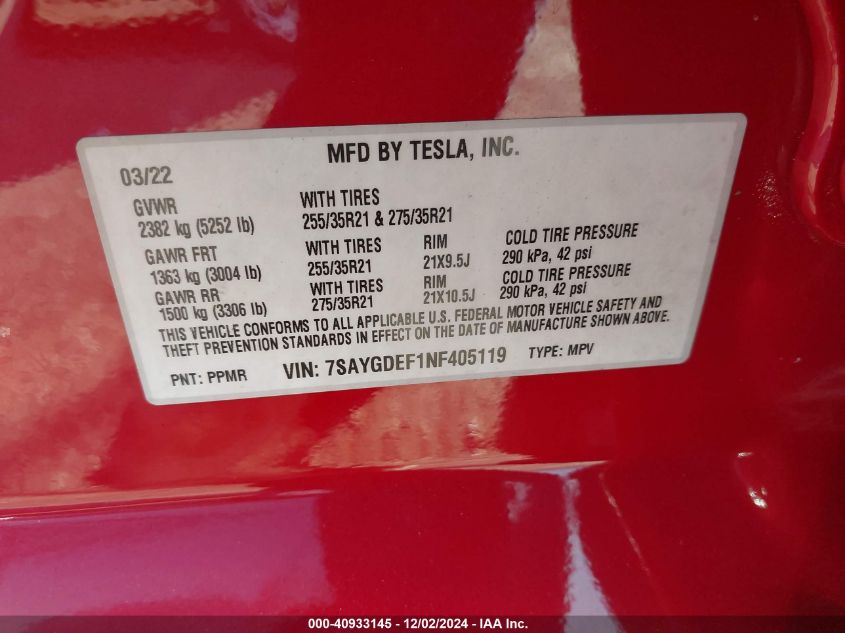 MFD BY TESLA, INC.
03/22
GVWR
2382 kg (5252 lb)
WITH TIRES
255/35R21 & 275/35R21
GAWR FRT
1363 kg (3004 lb)
WITH TIRES
255/35R21
RIM
21X9.5J
COLD TIRE PRESSURE
290 kPa, 42 psi
GAWR RR
1500 kg (3306 lb)
WITH TIRES
275/35R21
RIM
21X10.5J
COLD TIRE PRESSURE
290 kPa, 42 psi
THIS VEHICLE CONFORMS TO ALL APPLICABLE U.S. FEDERAL MOTOR VEHICLE SAFETY AND
THEFT PREVENTION STANDARDS IN EFFECT ON THE DATE OF MANUFACTURE SHOWN ABOVE.
PNT: PPMR VIN: 7SAYGDEF1NF405119 TYPE: MPV
000-40933145 - 12/02/2024 - IAA Inc.